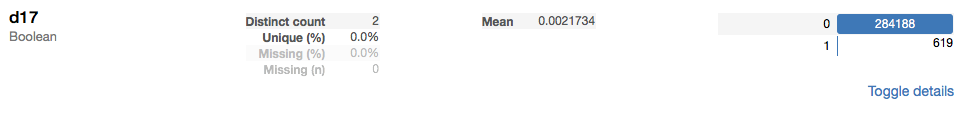 d17
Boolean
Distinct count 2
Unique (%) 0.0%
Missing (%) 0.0%
Missing (n) 0
Mean 0.0021734
0 284188
1 619
Toggle details